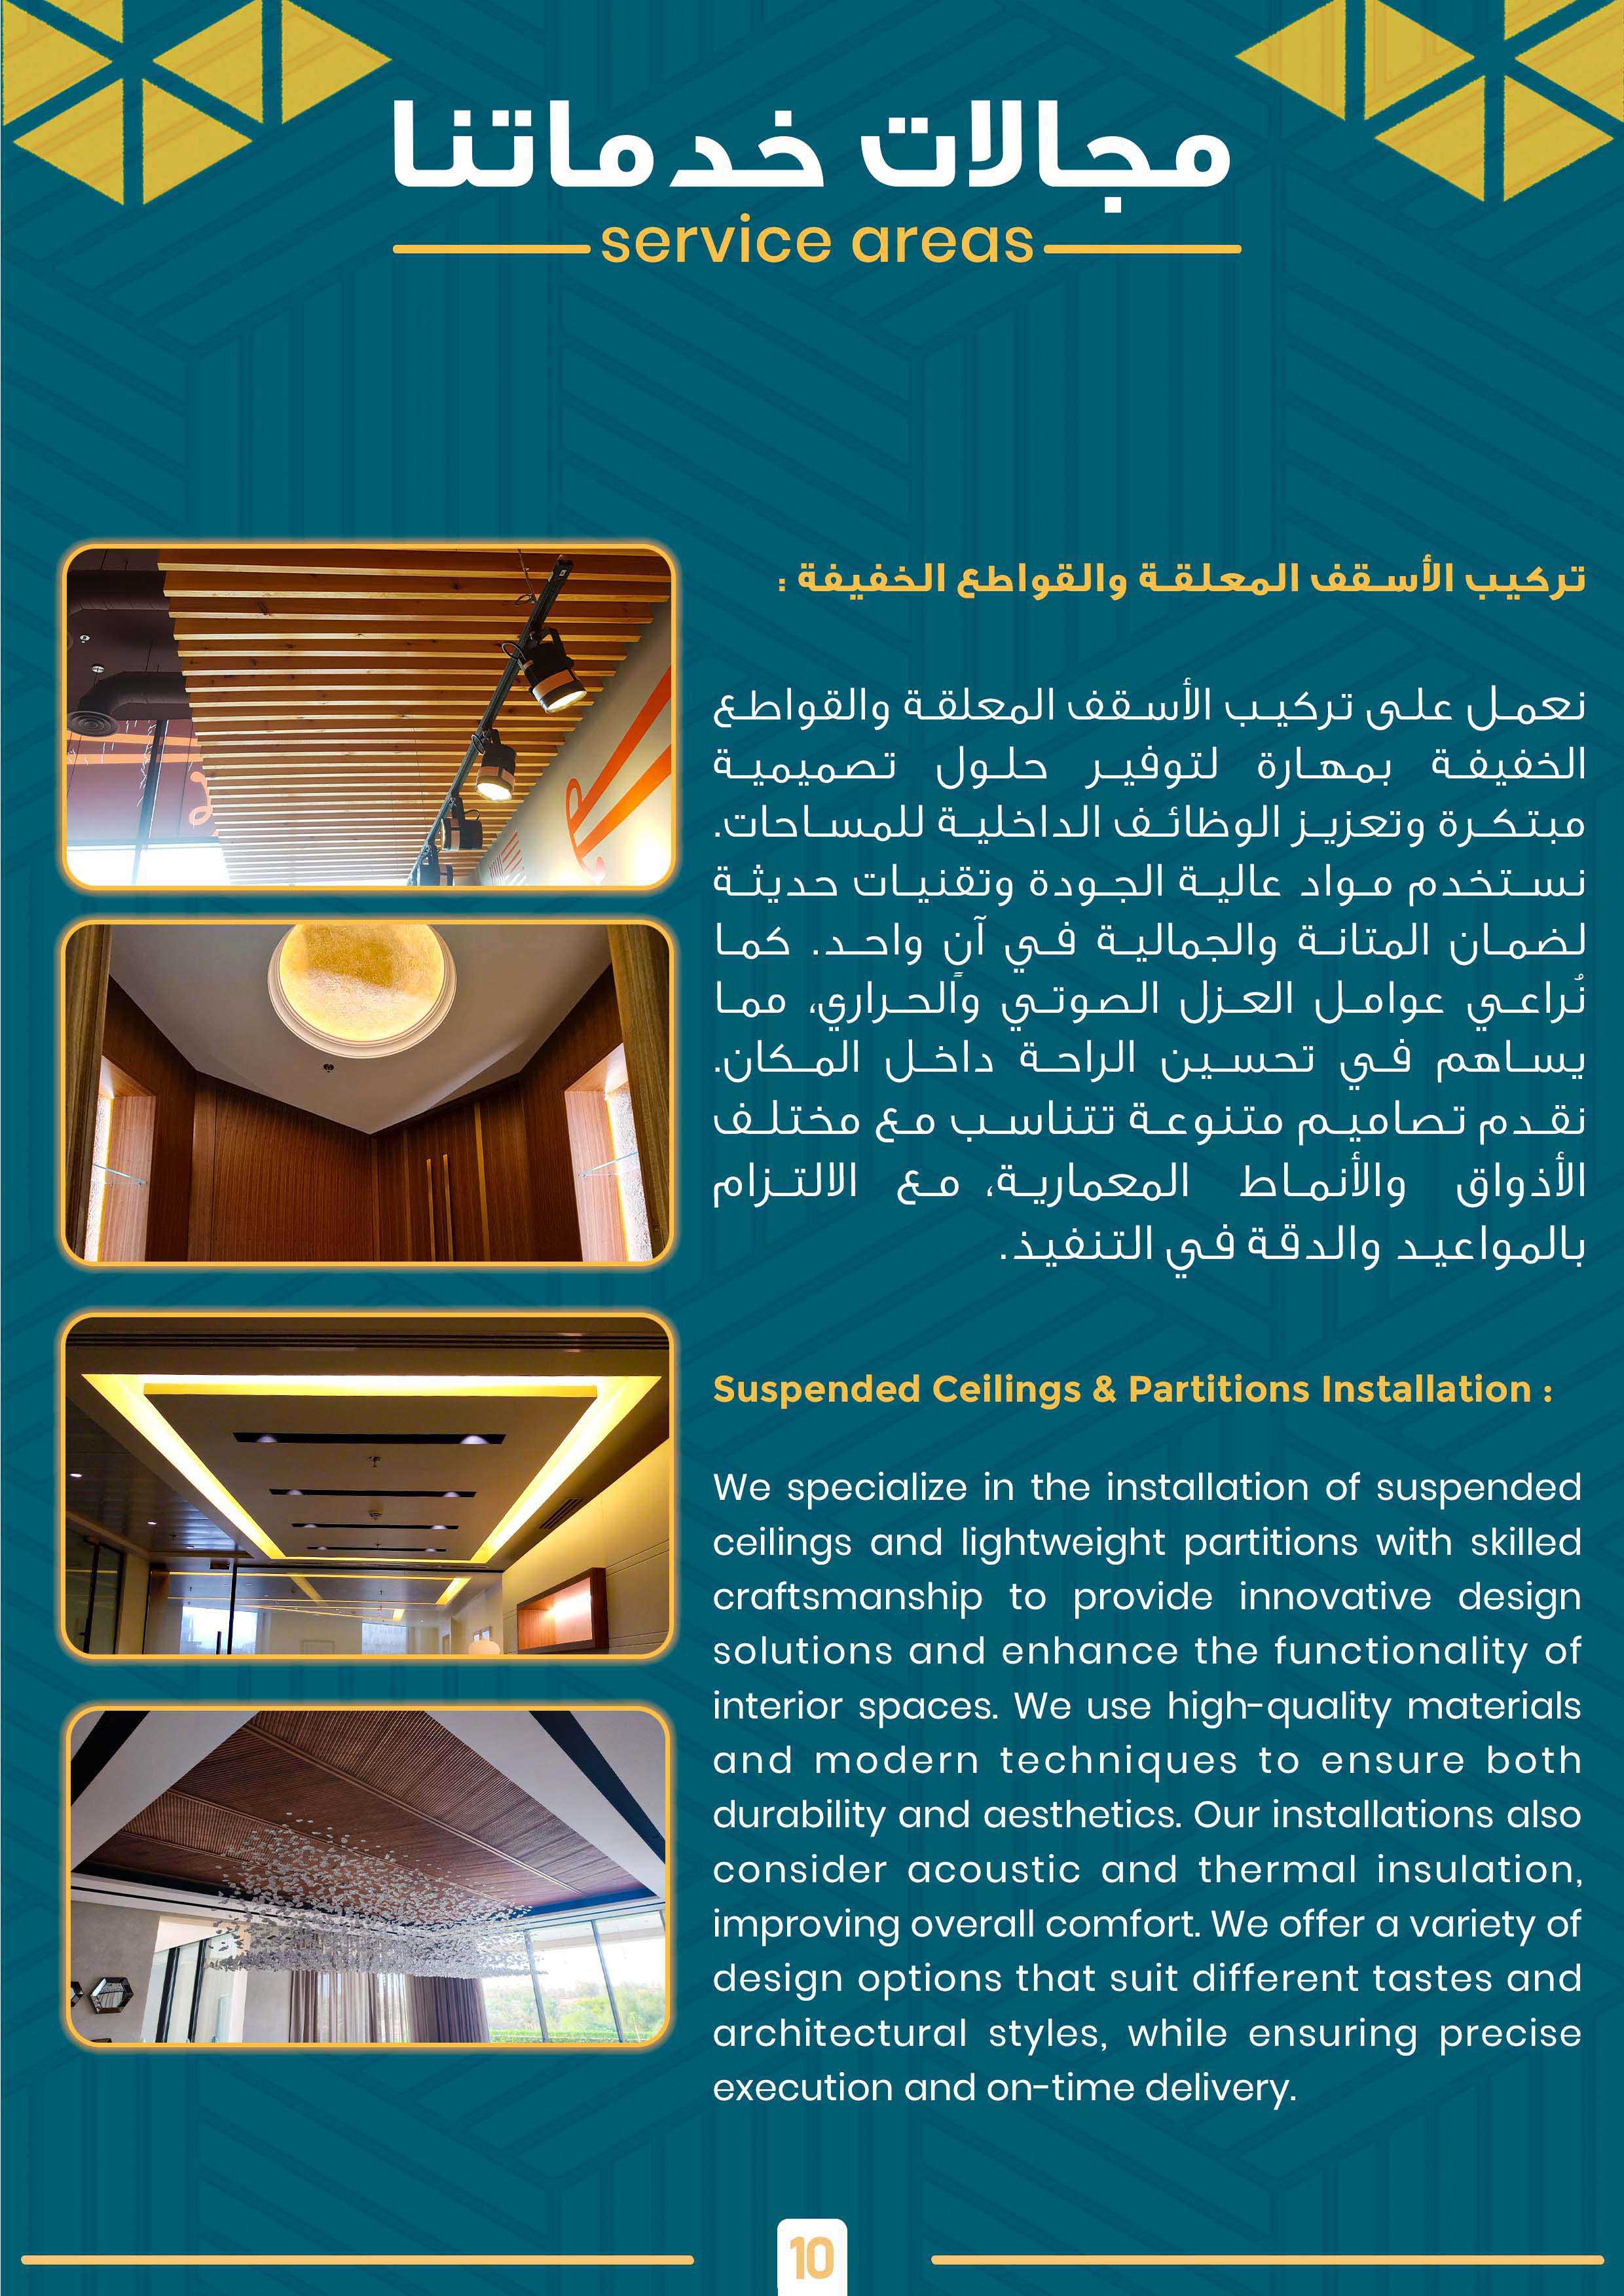 مجالات خدماتنا
service areas
تركيب الأسقف المعلقة والقواطع الخفيفة :
نعمل على تركيب الأسقف المعلقة والقواطع
الخفيفة بمهارة لتوفير حلول تصميمية
مبتكرة وتعزيز الوظائف الداخلية للمساحات.
نستخدم مواد عالية الجودة وتقنيات حديثة
لضمان المتانة والجمالية في آنٍ واحد. كما
نُراعي عوامل العزل الصوتي والحراري، مما
يساهم في تحسين الراحة داخل المكان.
نقدم تصاميم متنوعة تتناسب مع مختلف
الأذواق والأنماط المعمارية، مع الالتزام
بالمواعيد والدقة في التنفيذ.
Suspended Ceilings & Partitions Installation :
We specialize in the installation of suspended
ceilings and lightweight partitions with skilled
craftsmanship to provide innovative design
solutions and enhance the functionality of
interior spaces. We use high-quality materials
and modern techniques to ensure both
durability and aesthetics. Our installations also
consider acoustic and thermal insulation,
improving overall comfort. We offer a variety of
design options that suit different tastes and
architectural styles, while ensuring precise
execution and on-time delivery.
10